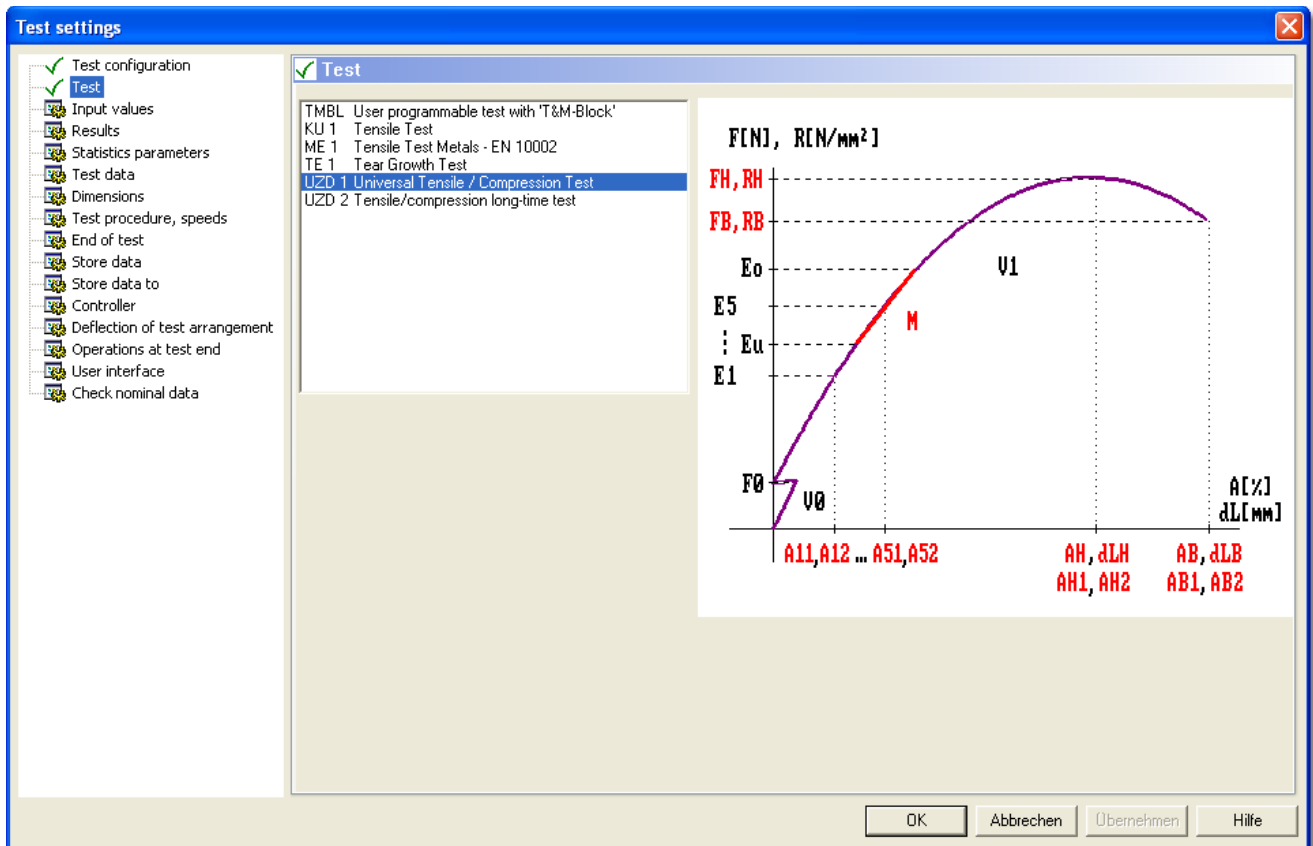 Test settings
Test configuration
Test
Input values
Results
Statistics parameters
Test data
Dimensions
Test procedure, speeds
End of test
Store data
Store data to
Controller
Deflection of test arrangement
Operations at test end
User interface
Check nominal data
Test
TMBL User programmable test with 'T&M-Block'
KU 1 Tensile Test
ME 1 Tensile Test Metals - EN 10002
TE 1 Tear Growth Test
UZD 1 Universal Tensile / Compression Test
UZD 2 Tensile/compression long-time test
F[N], R[N/mm²]
FH, RH
FB, RB
Eo
V1
E5
M
⋮ Eu
E1
F0
V0
A[%]
dL[mm]
A11,A12 … A51,A52
AH, dLH
AB, dLB
AH1, AH2
AB1, AB2
OK
Abbrechen
Übernehmen
Hilfe